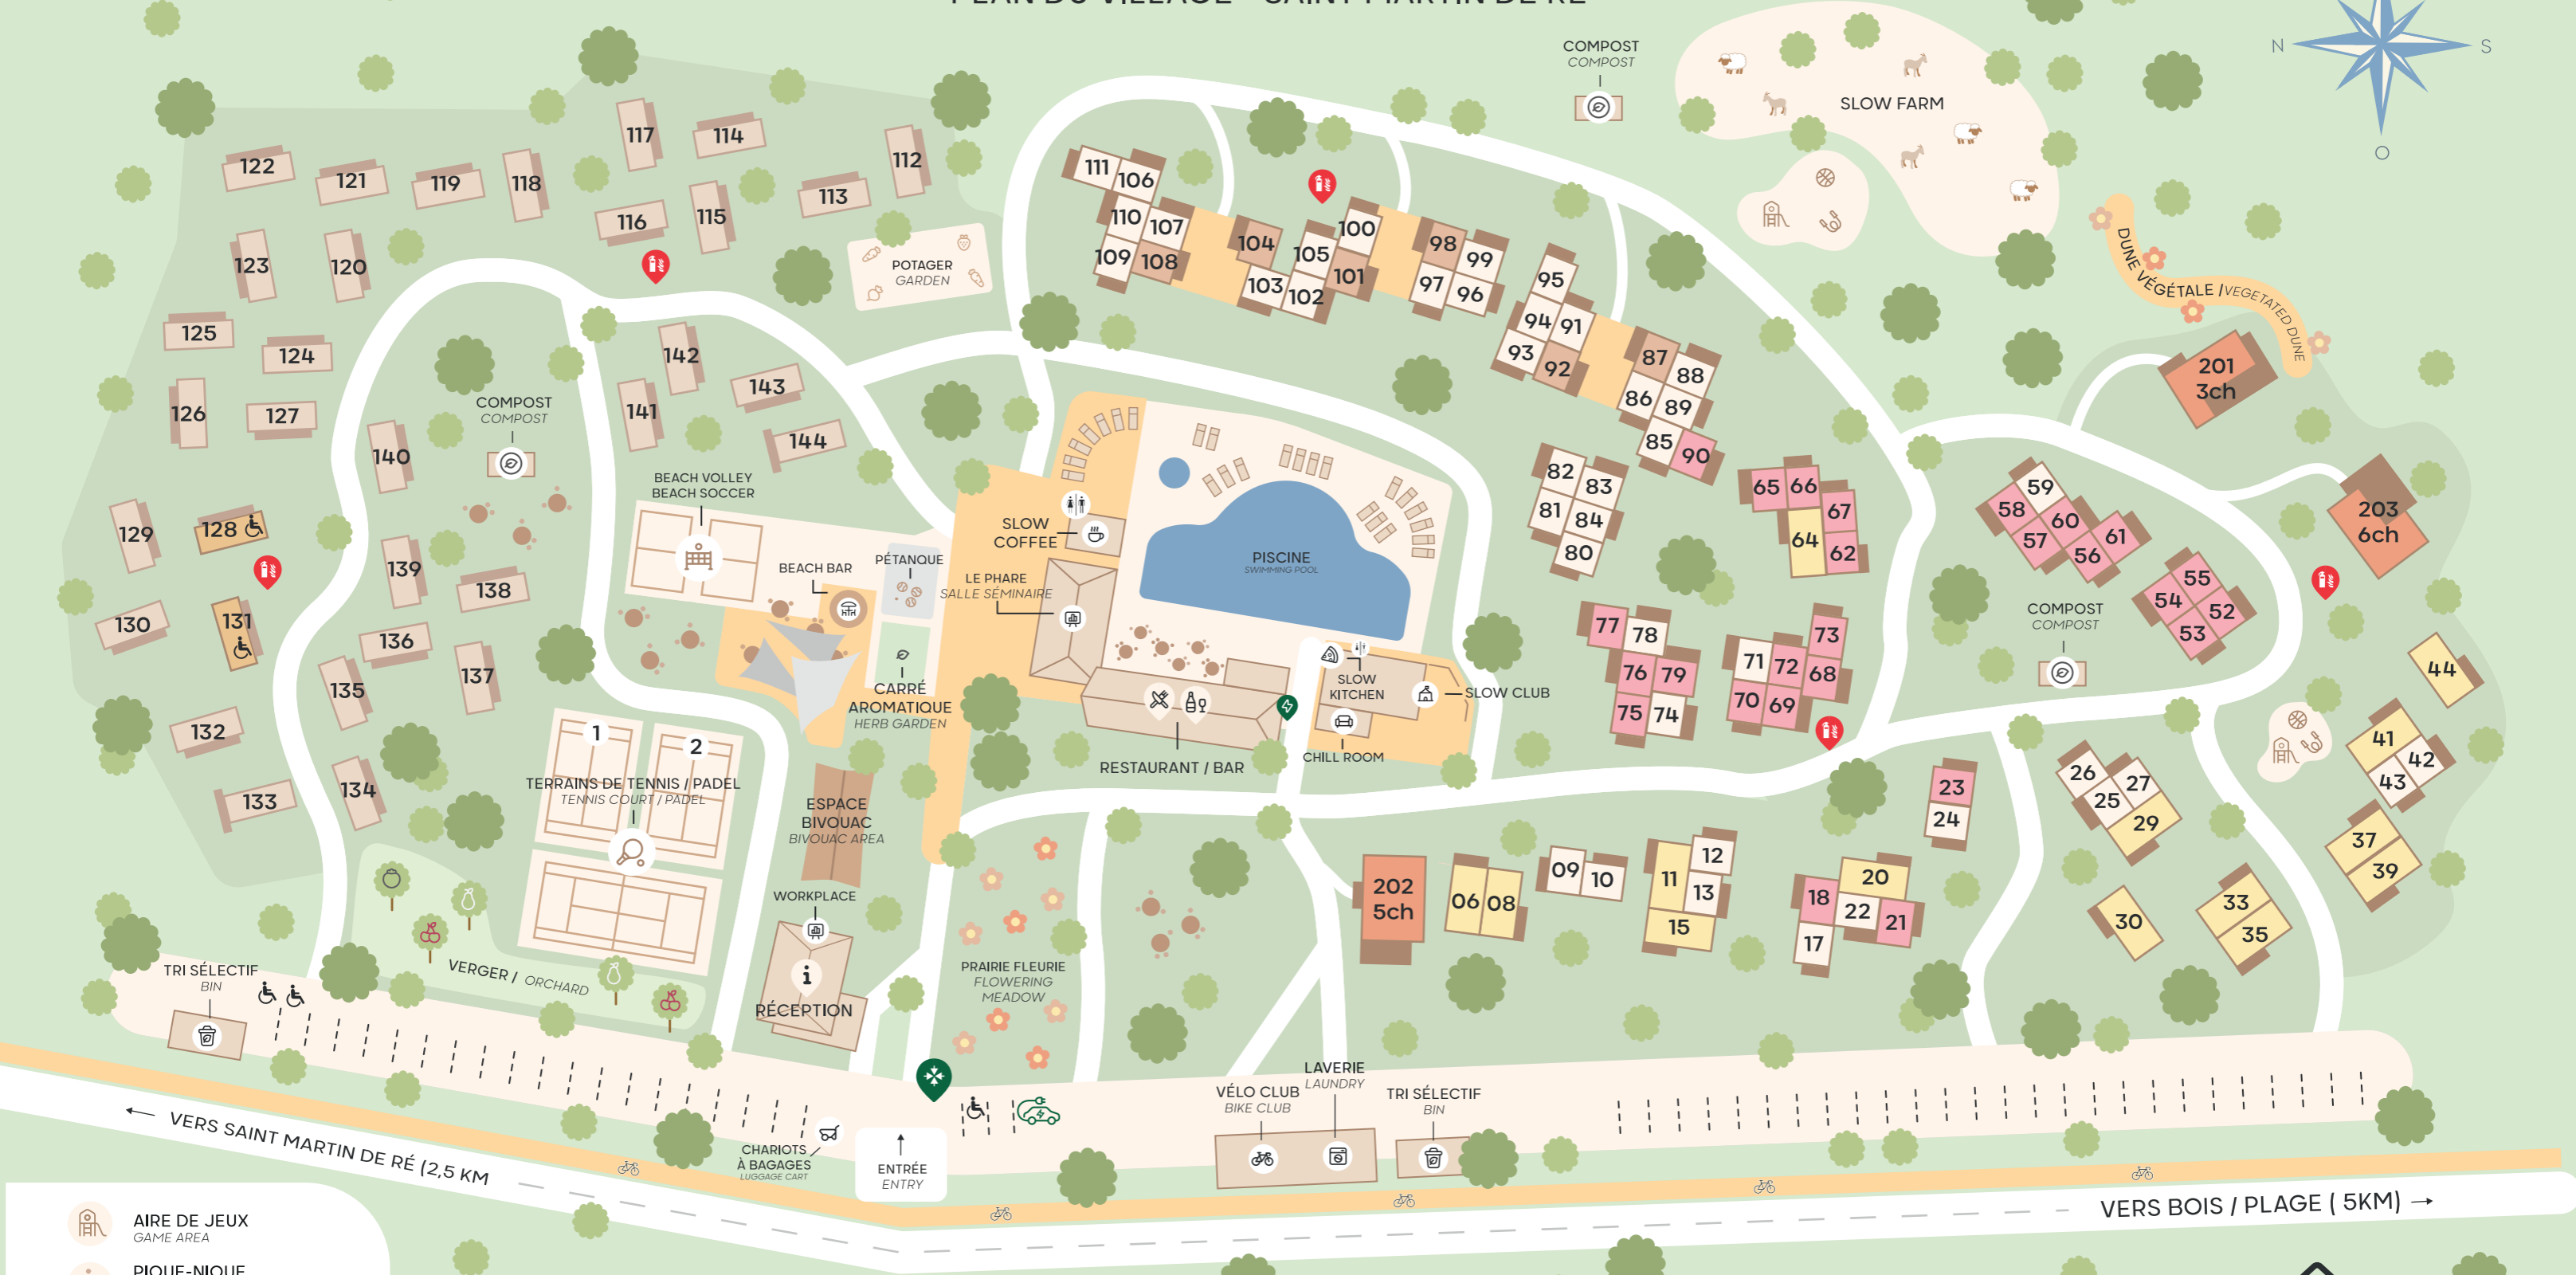 PLAN DU VILLAGE - SAINT MARTIN DE RÉ
N
S
O
COMPOST
COMPOST
SLOW FARM
DUNE VÉGÉTALE / VEGETATED DUNE
122
121
119
118
117
114
112
116
115
113
123
120
POTAGER
GARDEN
125
124
126
127
142
143
141
144
140
COMPOST
COMPOST
129
128
139
138
130
131
136
137
135
132
134
133
111
106
110
107
109
108
104
105
100
103
102
101
98
99
97
96
95
94
91
93
92
87
88
86
89
85
90
82
83
81
84
80
65
66
67
64
62
77
78
76
79
75
74
71
72
73
70
69
68
201
3ch
203
6ch
59
58
60
57
56
61
55
54
52
53
COMPOST
COMPOST
44
41
42
43
37
39
26
27
25
29
30
33
35
23
24
BEACH VOLLEY
BEACH SOCCER
BEACH BAR
PÉTANQUE
SLOW
COFFEE
LE PHARE
SALLE SÉMINAIRE
PISCINE
SWIMMING POOL
CARRÉ
AROMATIQUE
HERB GARDEN
SLOW
KITCHEN
SLOW CLUB
CHILL ROOM
RESTAURANT / BAR
1
2
TERRAINS DE TENNIS / PADEL
TENNIS COURT / PADEL
ESPACE
BIVOUAC
BIVOUAC AREA
WORKPLACE
RÉCEPTION
VERGER / ORCHARD
TRI SÉLECTIF
BIN
PRAIRIE FLEURIE
FLOWERING
MEADOW
202
5ch
06
08
09
10
11
12
13
15
18
20
22
21
17
CHARIOTS
À BAGAGES
LUGGAGE CART
ENTRÉE
ENTRY
VÉLO CLUB
BIKE CLUB
LAVERIE
LAUNDRY
TRI SÉLECTIF
BIN
← VERS SAINT MARTIN DE RÉ (2,5 KM
VERS BOIS / PLAGE ( 5KM) →
AIRE DE JEUX
GAME AREA
PIQUE-NIQUE